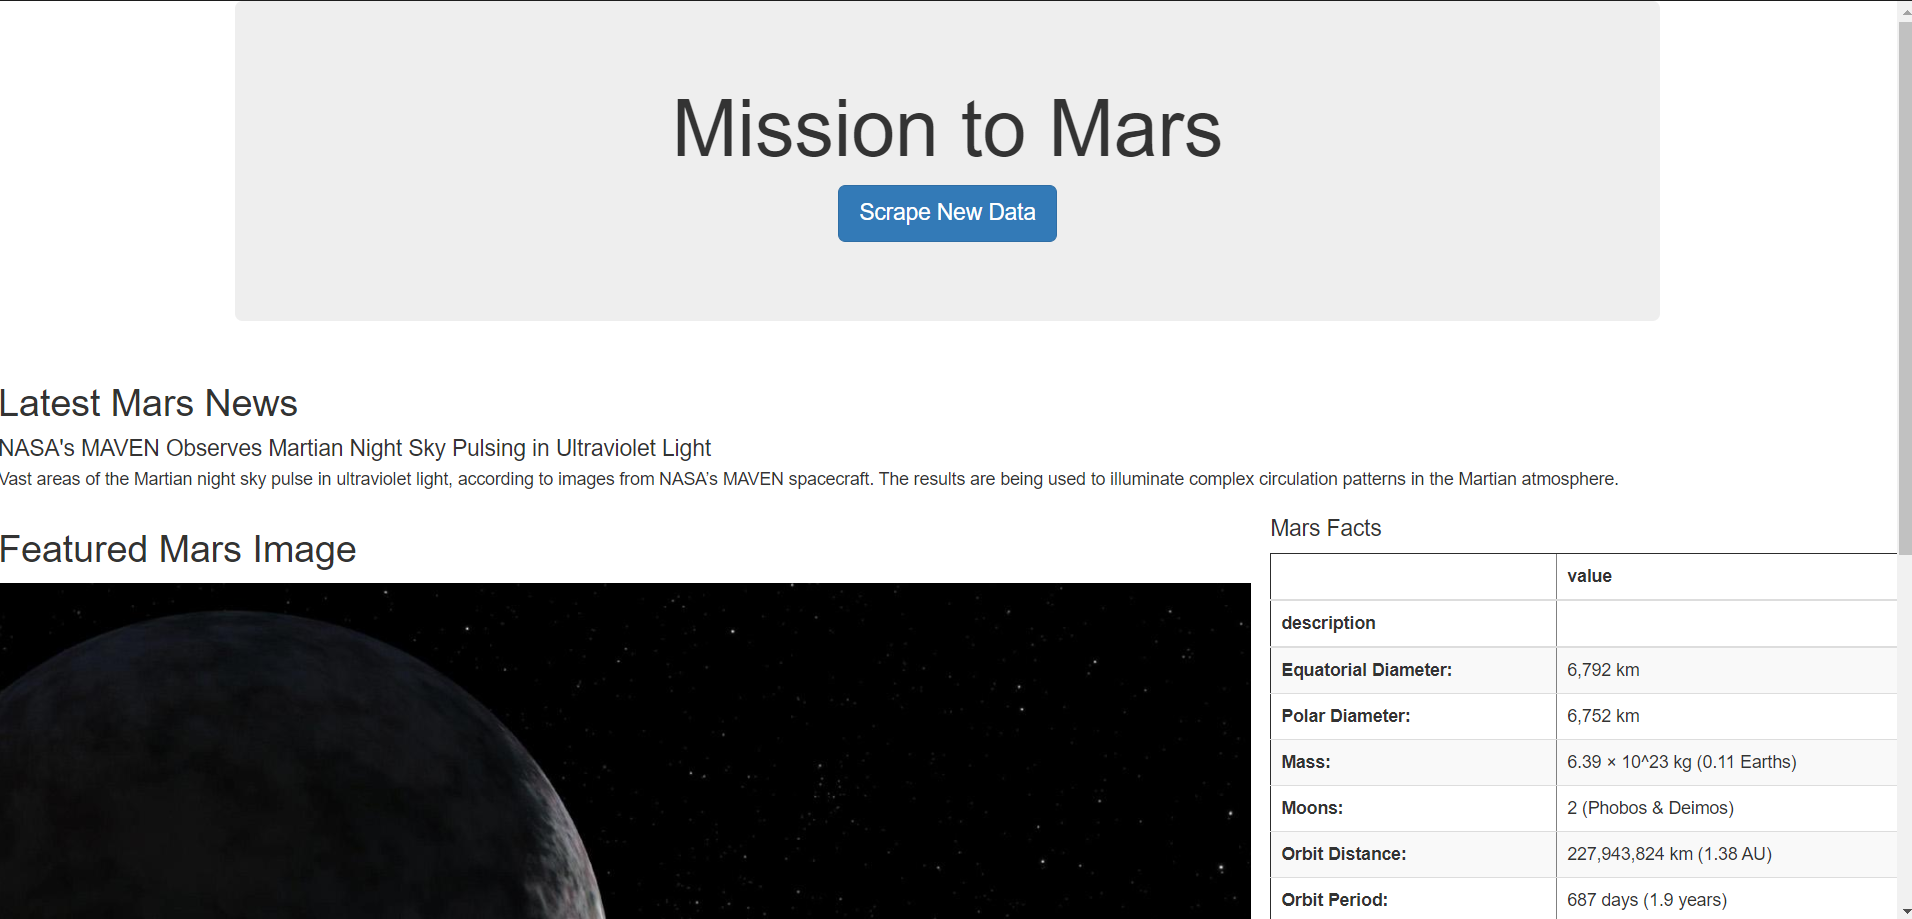 Mission to Mars
Scrape New Data
Latest Mars News
NASA's MAVEN Observes Martian Night Sky Pulsing in Ultraviolet Light
Vast areas of the Martian night sky pulse in ultraviolet light, according to images from NASA’s MAVEN spacecraft. The results are being used to illuminate complex circulation patterns in the Martian atmosphere.
Featured Mars Image
Mars Facts
value
description
Equatorial Diameter: 6,792 km
Polar Diameter: 6,752 km
Mass: 6.39 × 10^23 kg (0.11 Earths)
Moons: 2 (Phobos & Deimos)
Orbit Distance: 227,943,824 km (1.38 AU)
Orbit Period: 687 days (1.9 years)